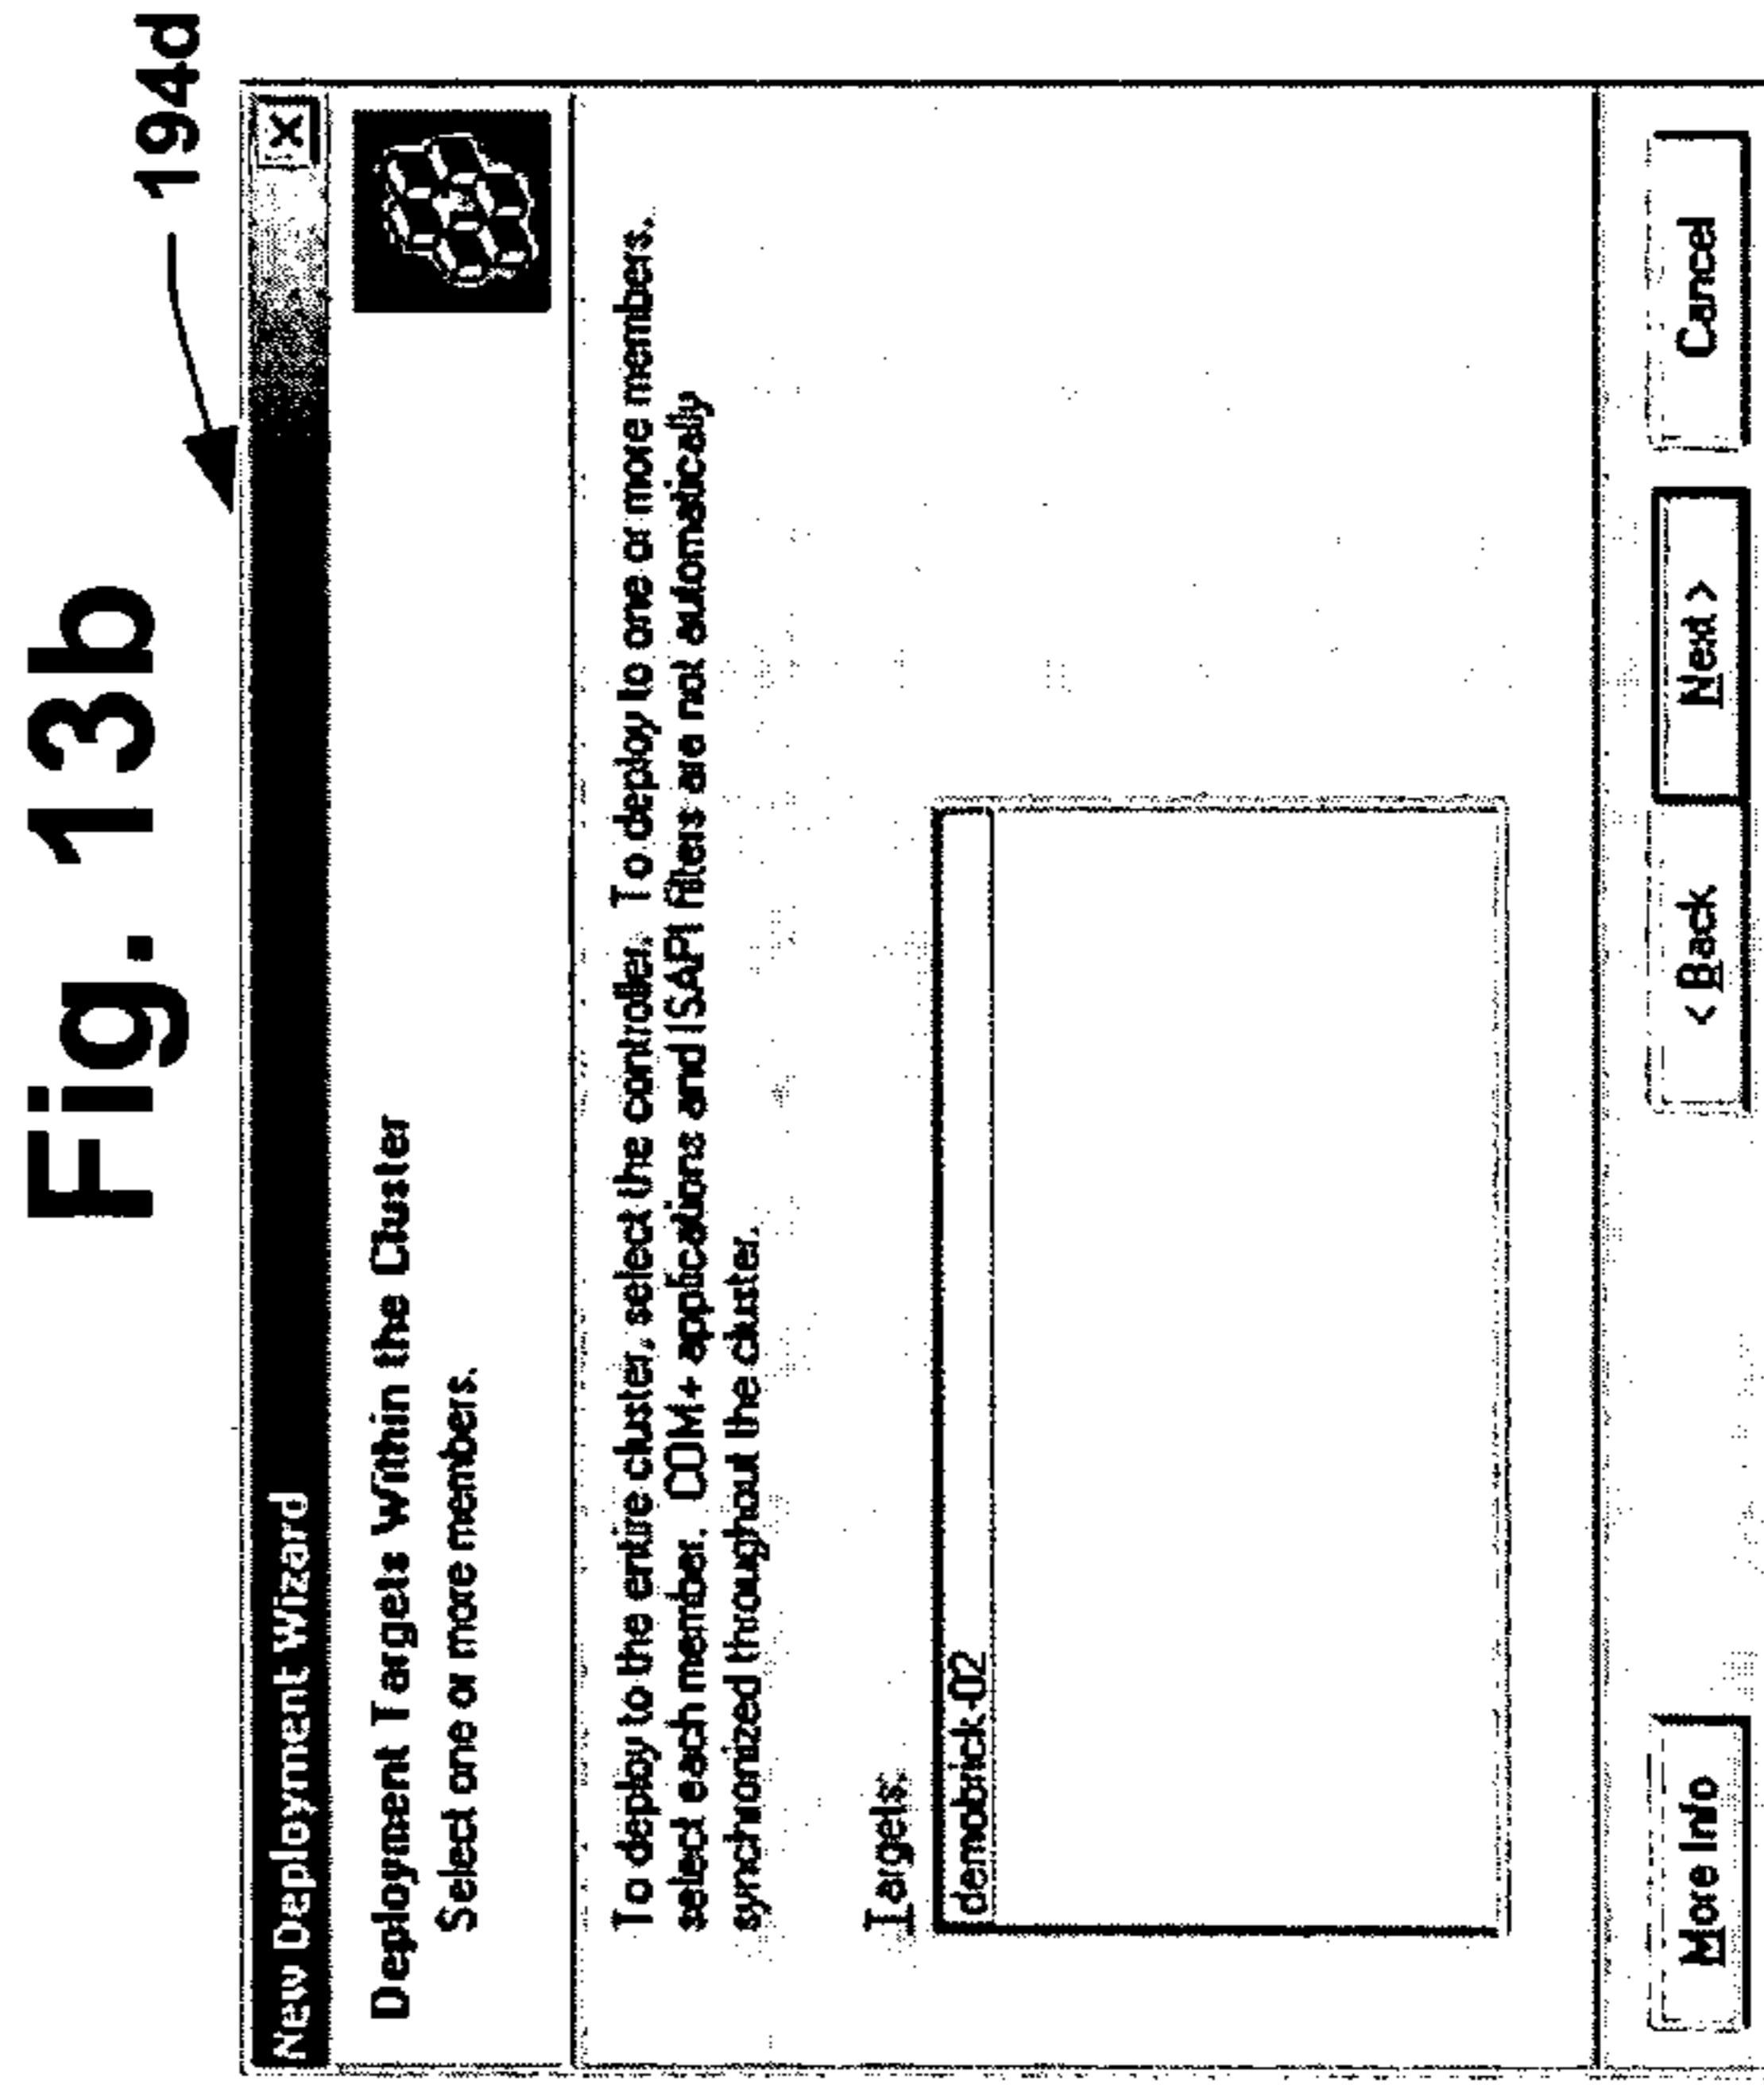 Fig. 13b
194d
New Deployment Wizard
Deployment Targets Within the Cluster
Select one or more members.
To deploy to the entire cluster, select the controller. To deploy to one or more members,
select each member. COM+ applications and ISAPI filters are not automatically
synchronized throughout the cluster.
Targets:
demobrick-02
More Info
< Back
Next >
Cancel